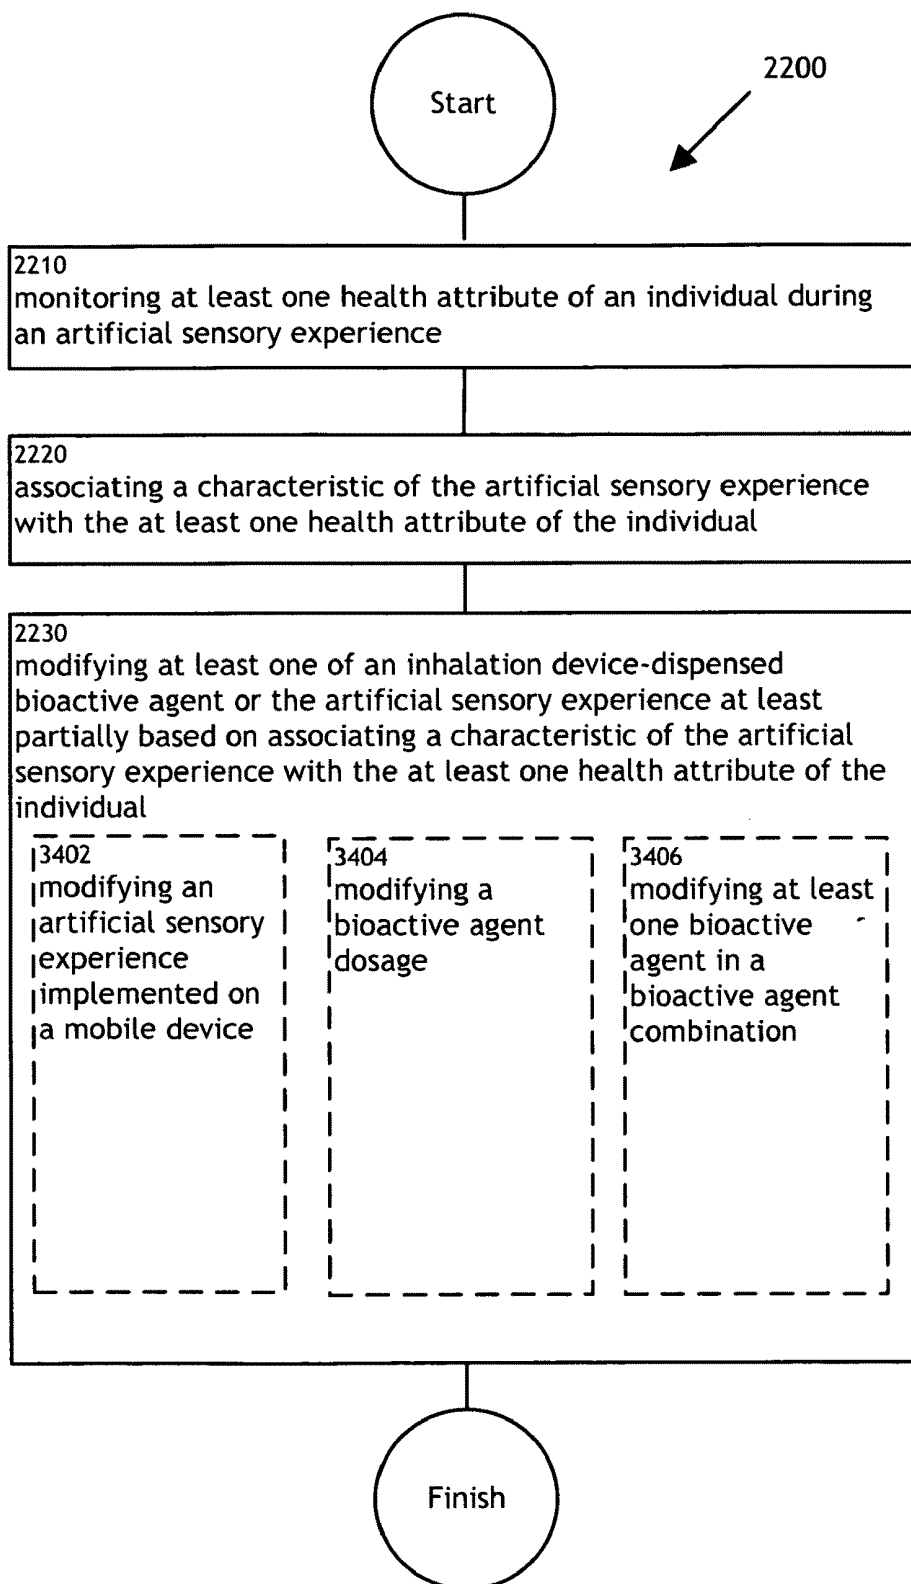 Start
2200
2210
monitoring at least one health attribute of an individual during
an artificial sensory experience
2220
associating a characteristic of the artificial sensory experience
with the at least one health attribute of the individual
2230
modifying at least one of an inhalation device-dispensed
bioactive agent or the artificial sensory experience at least
partially based on associating a characteristic of the artificial
sensory experience with the at least one health attribute of the
individual
3402
modifying an
artificial sensory
experience
implemented on
a mobile device
3404
modifying a
bioactive agent
dosage
3406
modifying at least
one bioactive
agent in a
bioactive agent
combination
Finish